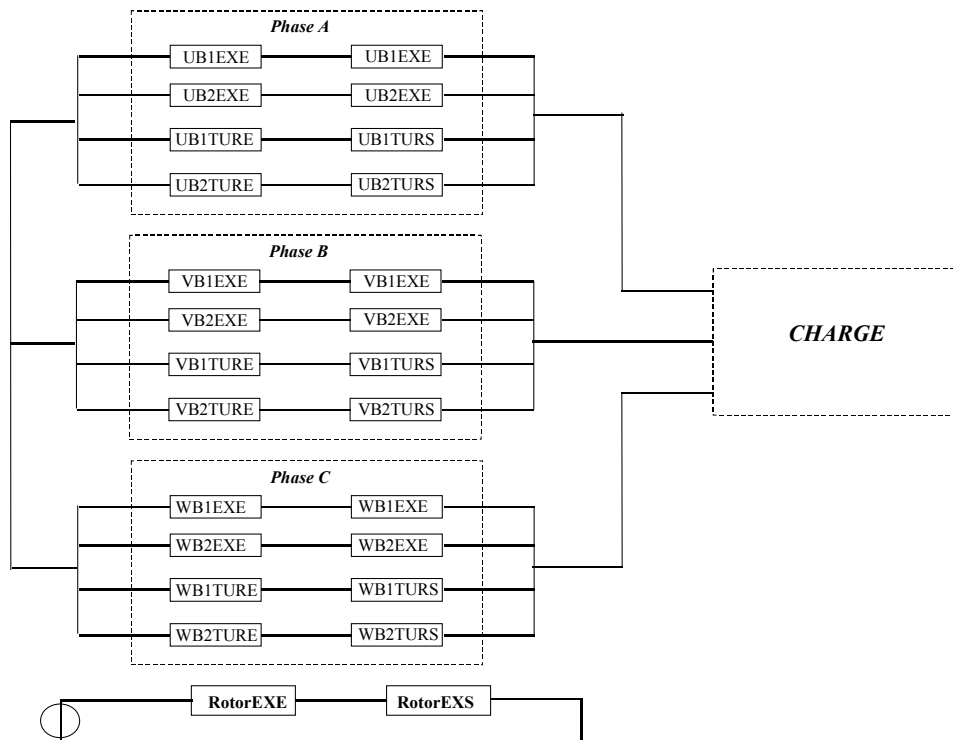 Phase A
UB1EXE UB1EXE
UB2EXE UB2EXE
UB1TURE UB1TURS
UB2TURE UB2TURS
Phase B
VB1EXE VB1EXE
VB2EXE VB2EXE
VB1TURE VB1TURS
VB2TURE VB2TURS
CHARGE
Phase C
WB1EXE WB1EXE
WB2EXE WB2EXE
WB1TURE WB1TURS
WB2TURE WB2TURS
RotorEXE RotorEXS